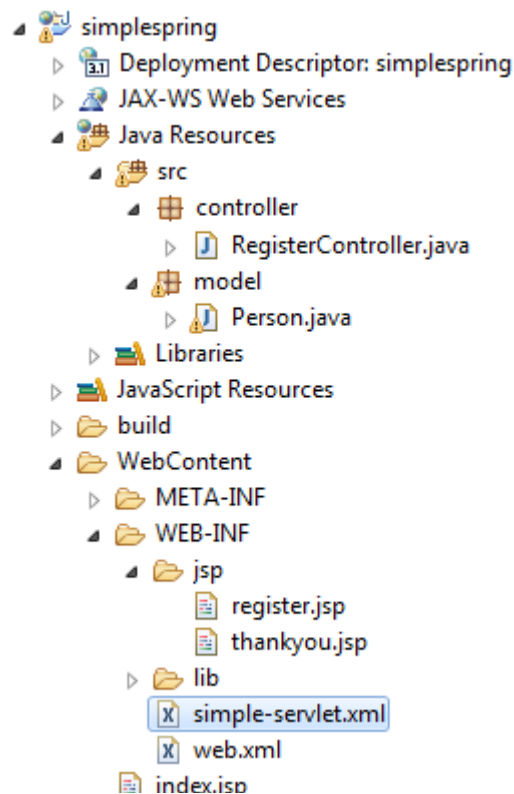 simplespring
3.1 Deployment Descriptor: simplespring
JAX-WS Web Services
Java Resources
src
controller
J RegisterController.java
model
J Person.java
Libraries
JavaScript Resources
build
WebContent
META-INF
WEB-INF
jsp
register.jsp
thankyou.jsp
lib
X simple-servlet.xml
X web.xml
index.jsp